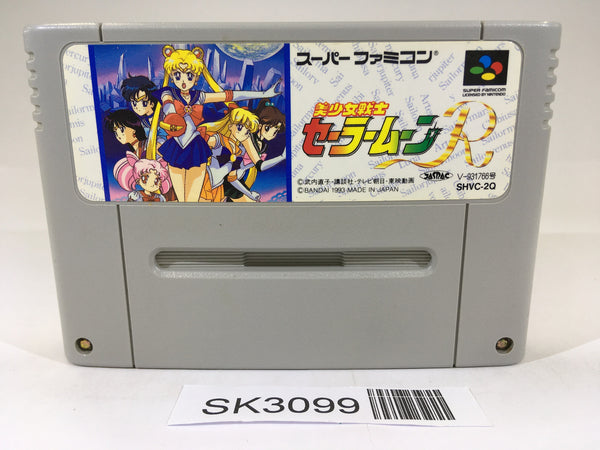 スーパーファミコン
SUPER FAMICOM
LICENSED BY NINTENDO
美少女戦士
セーラームーンR
©武内直子・講談社・テレビ朝日・東映動画
©BANDAI 1993 MADE IN JAPAN
JASRAC
V-931766号
SHVC-2Q
SK3099